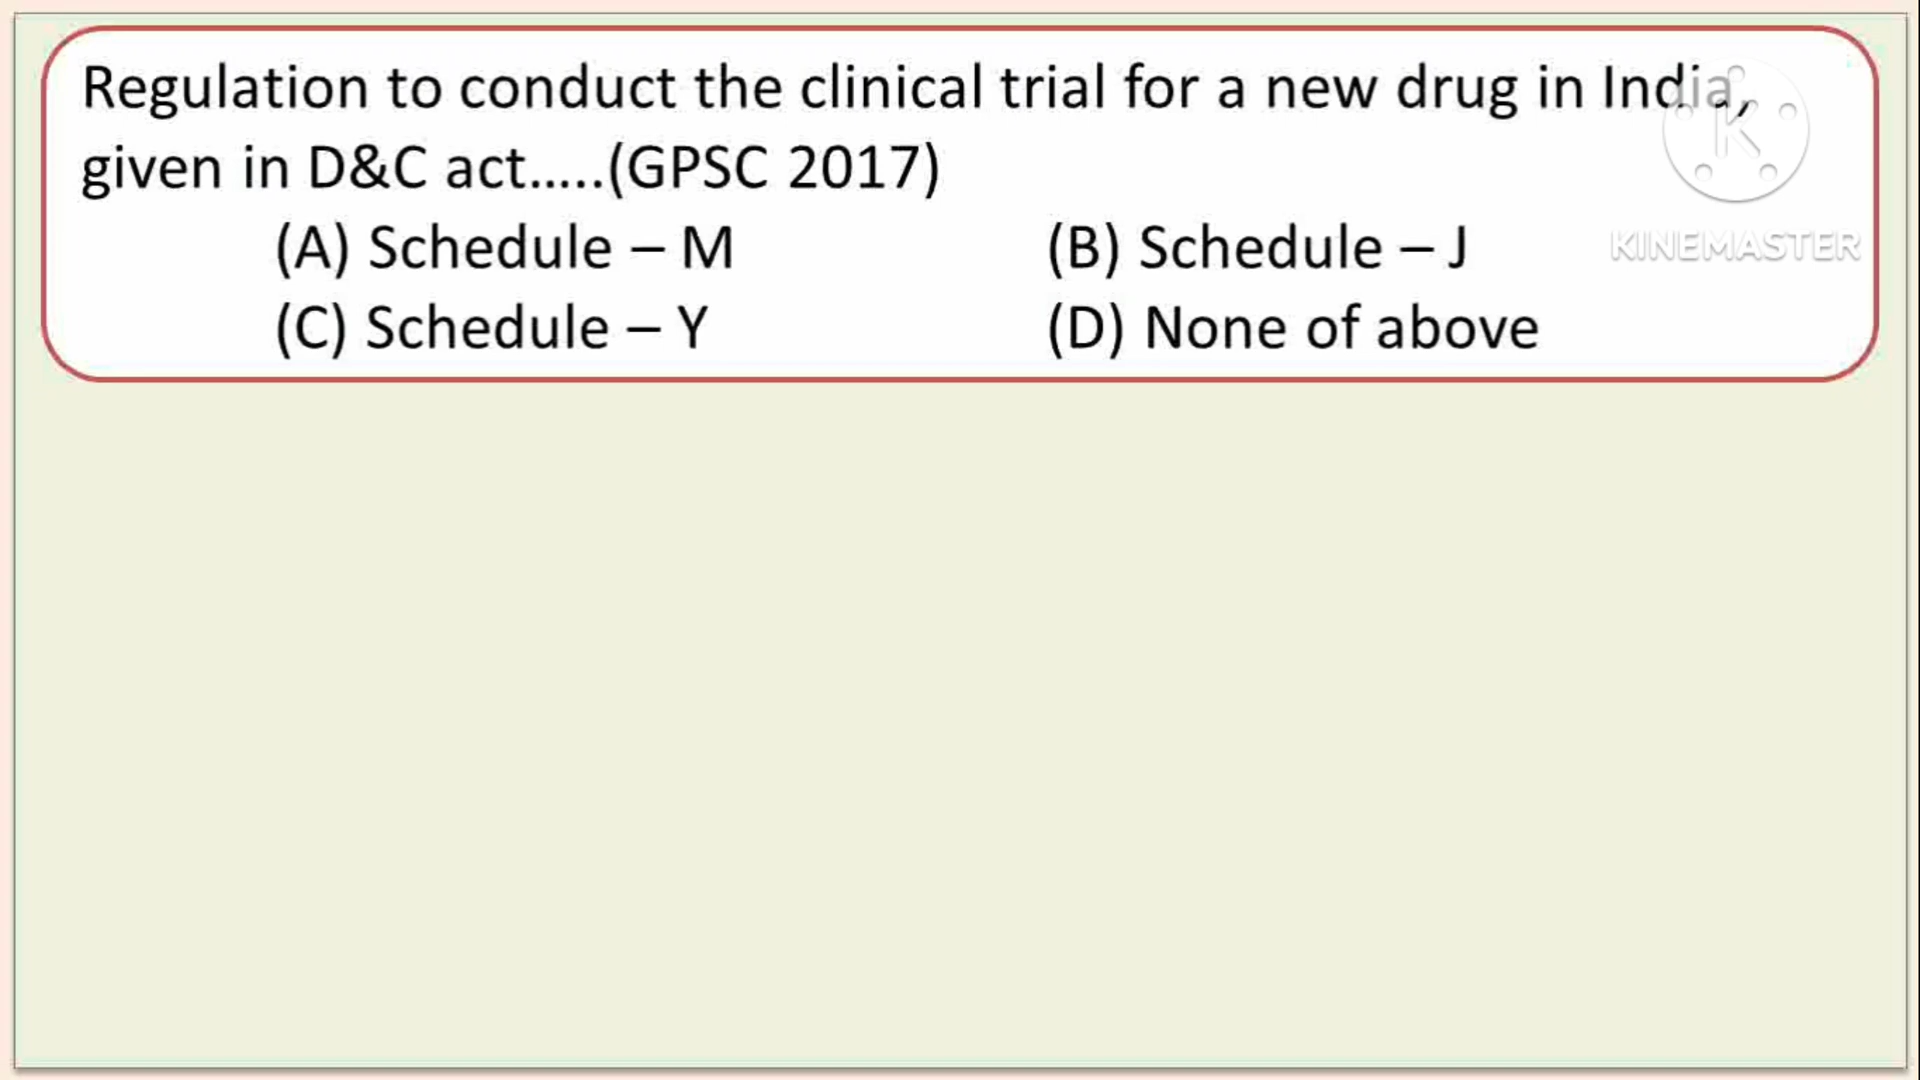 Regulation to conduct the clinical trial for a new drug in India,
given in D&C act.....(GPSC 2017)
(A) Schedule – M (B) Schedule – J
(C) Schedule – Y (D) None of above
K
KINEMASTER